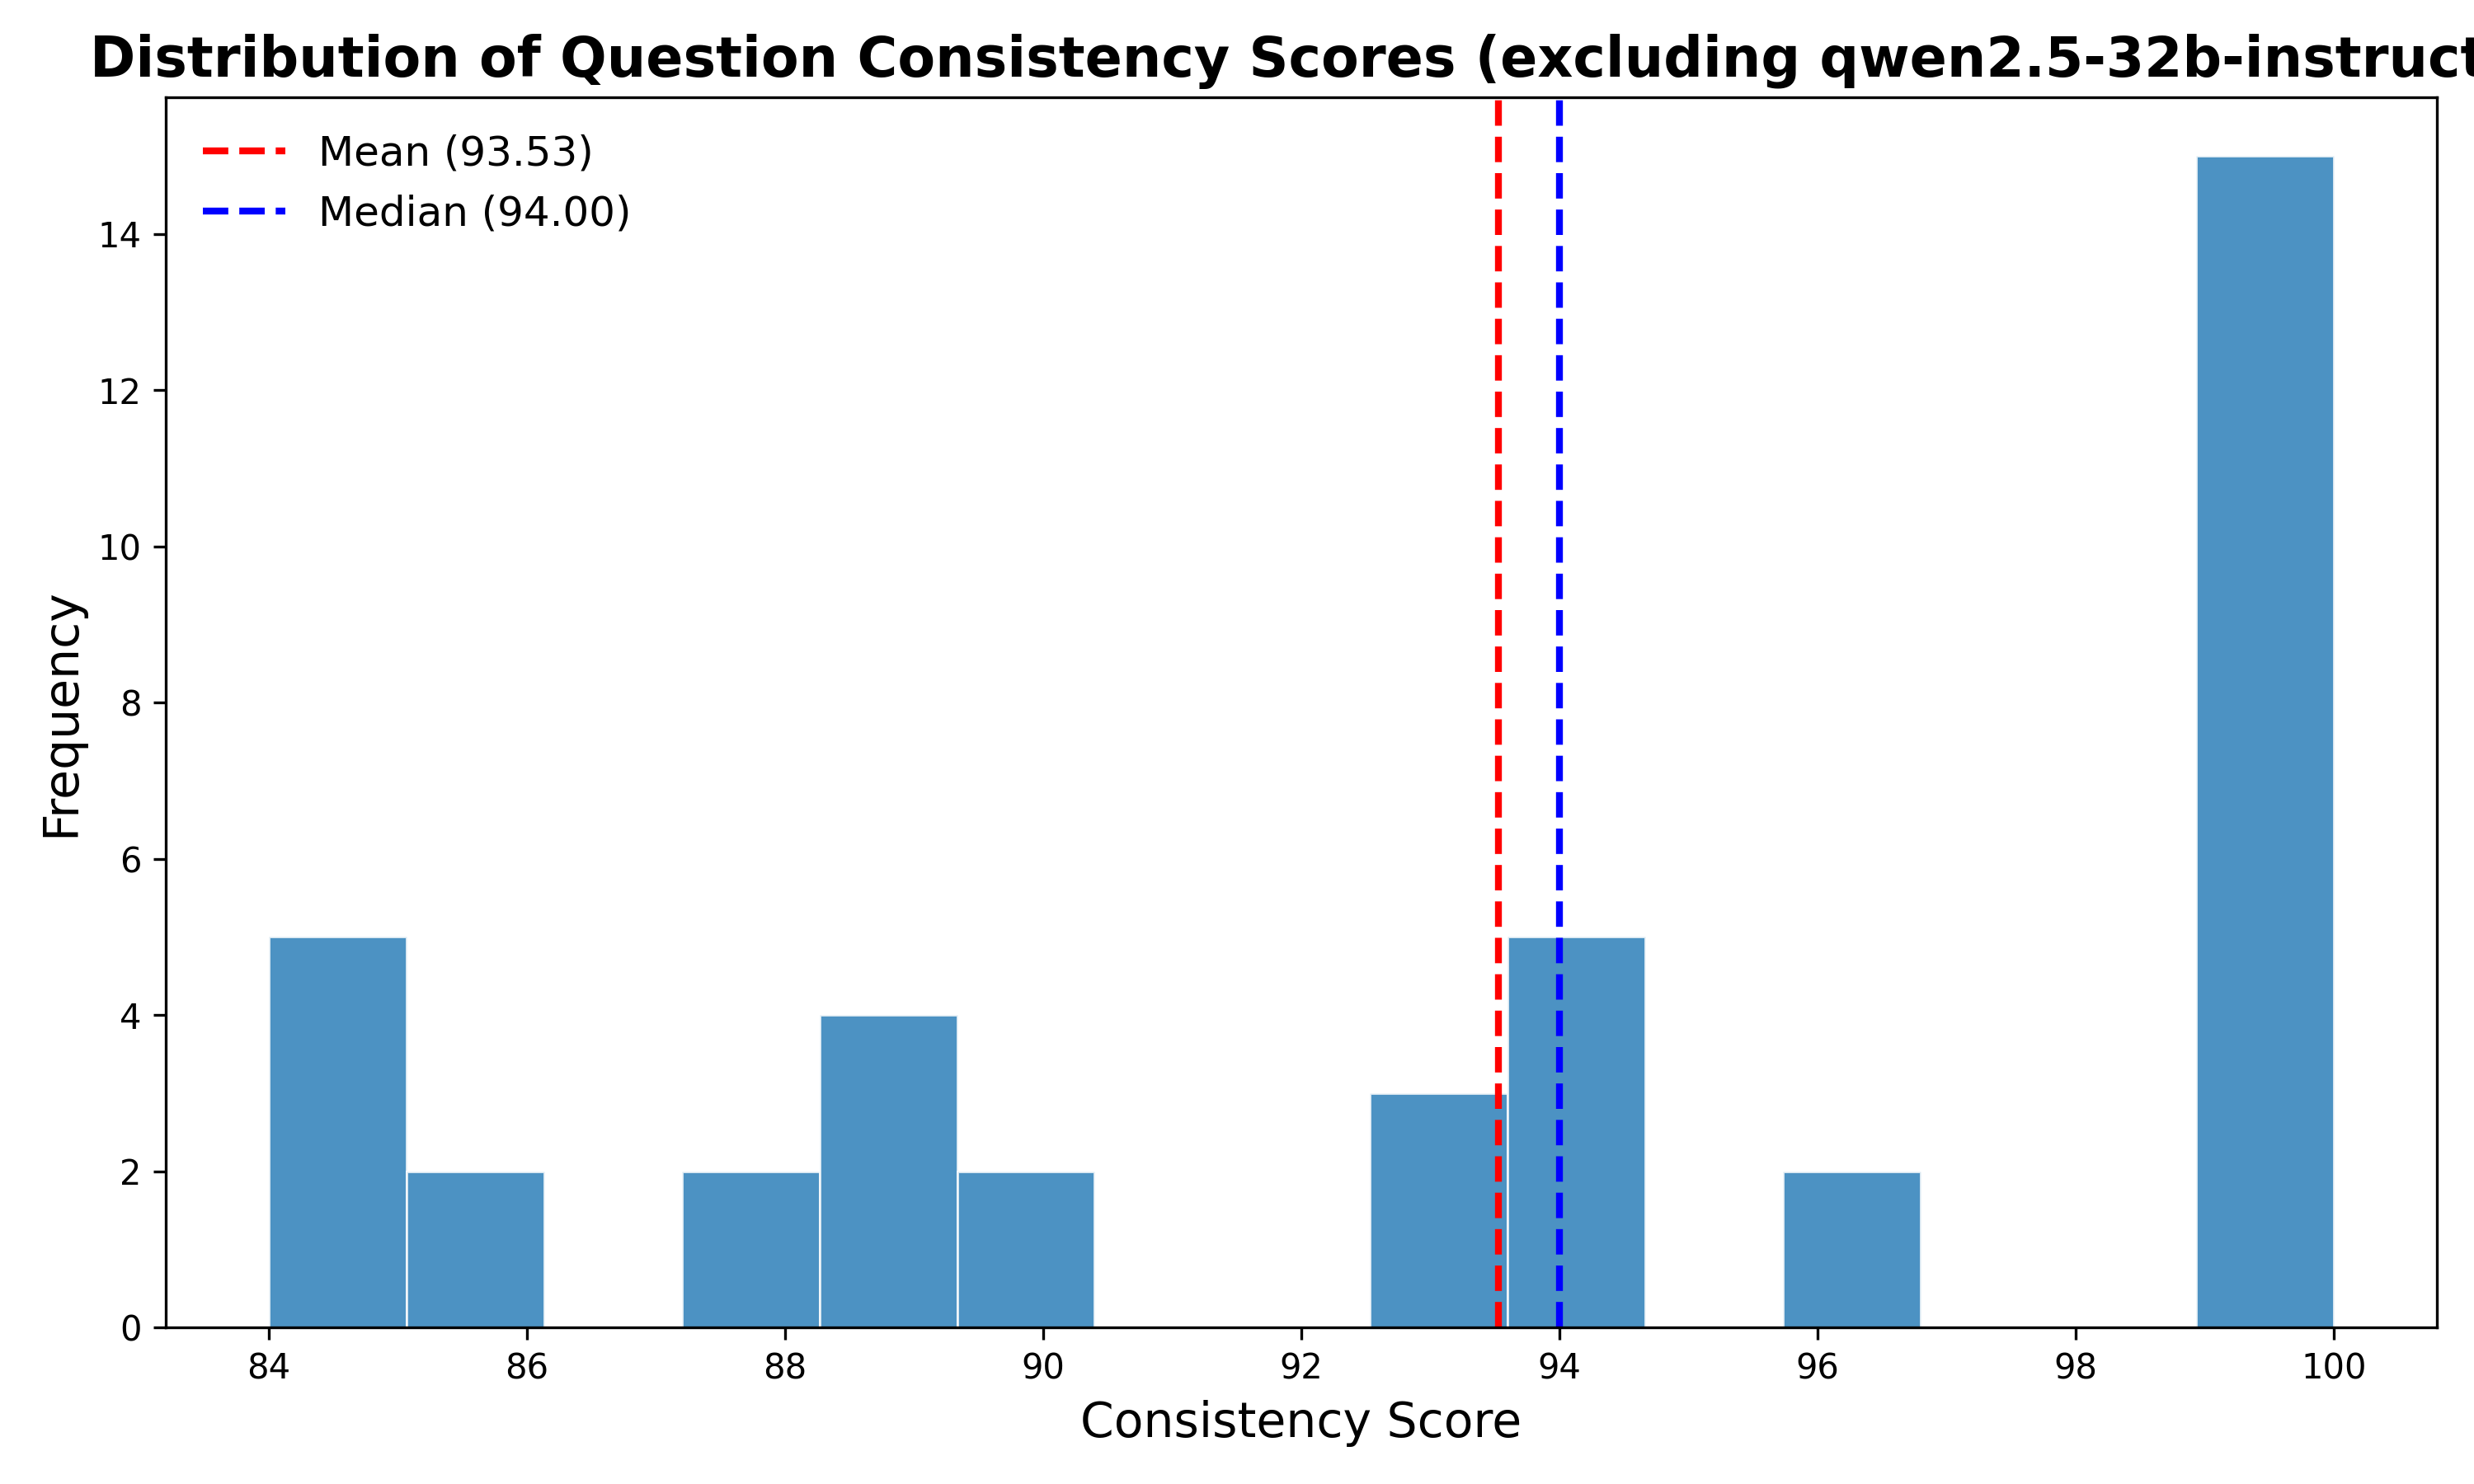 Distribution of Question Consistency Scores (excluding qwen2.5-32b-instruct
Mean (93.53)
Median (94.00)
14
12
10
8
6
4
2
0
Frequency
84 86 88 90 92 94 96 98 100
Consistency Score